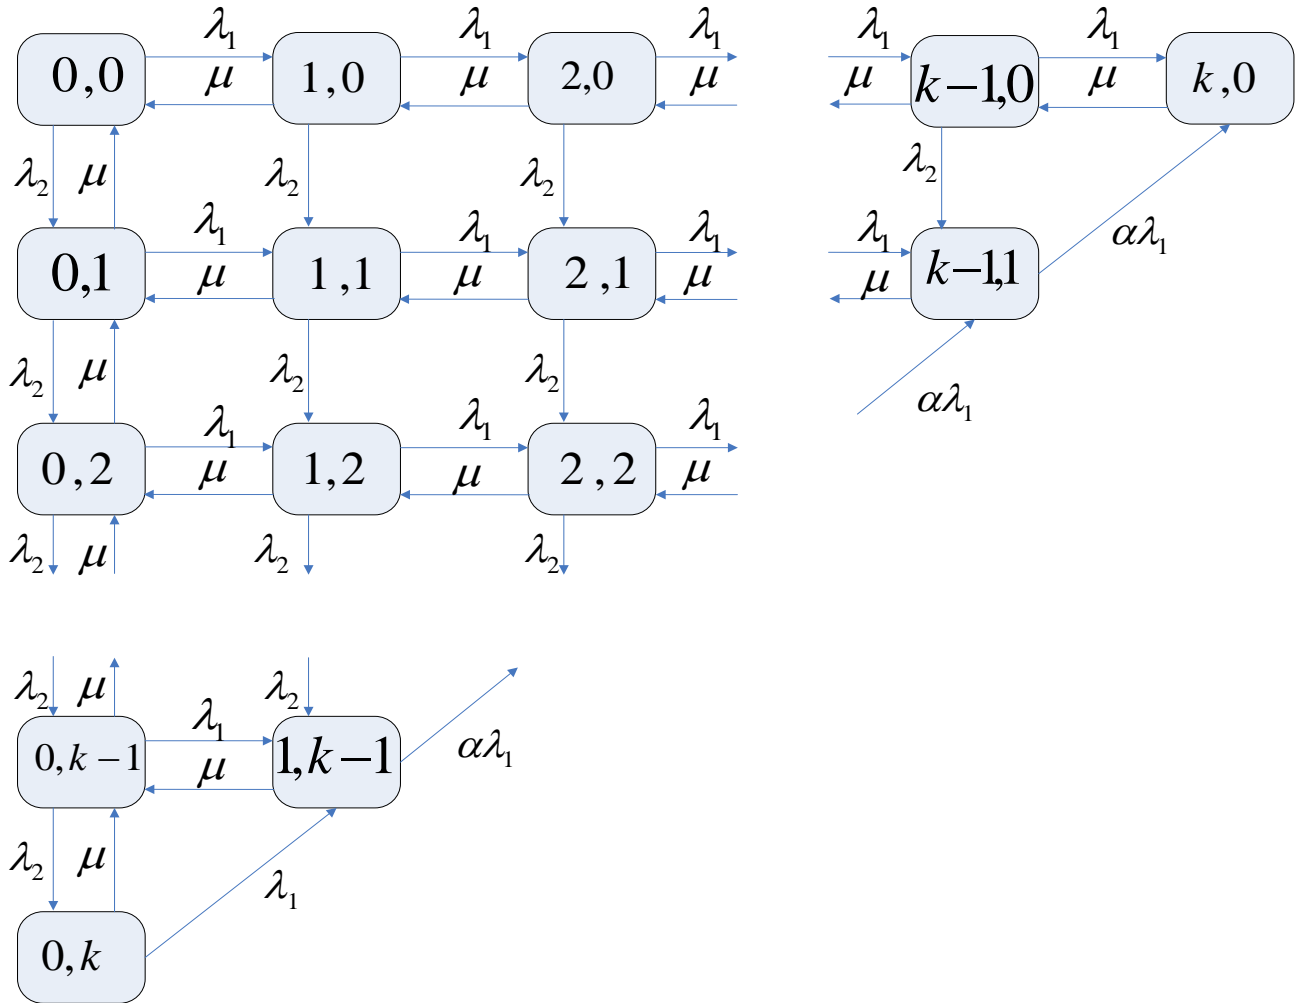 λ₁ λ₁ λ₁ λ₁ λ₁
0,0 μ 1,0 μ 2,0 μ μ k−1,0 μ k,0
λ₂ μ λ₂ λ₂ λ₂
λ₁ λ₁ λ₁ λ₁ αλ₁
0,1 μ 1,1 μ 2,1 μ μ k−1,1
λ₂ μ λ₂ λ₂ αλ₁
λ₁ λ₁ λ₁
0,2 μ 1,2 μ 2,2 μ
λ₂ μ λ₂ λ₂
λ₂ μ λ₂
λ₁
0,k−1 μ 1,k−1 αλ₁
λ₂ μ λ₁
0,k